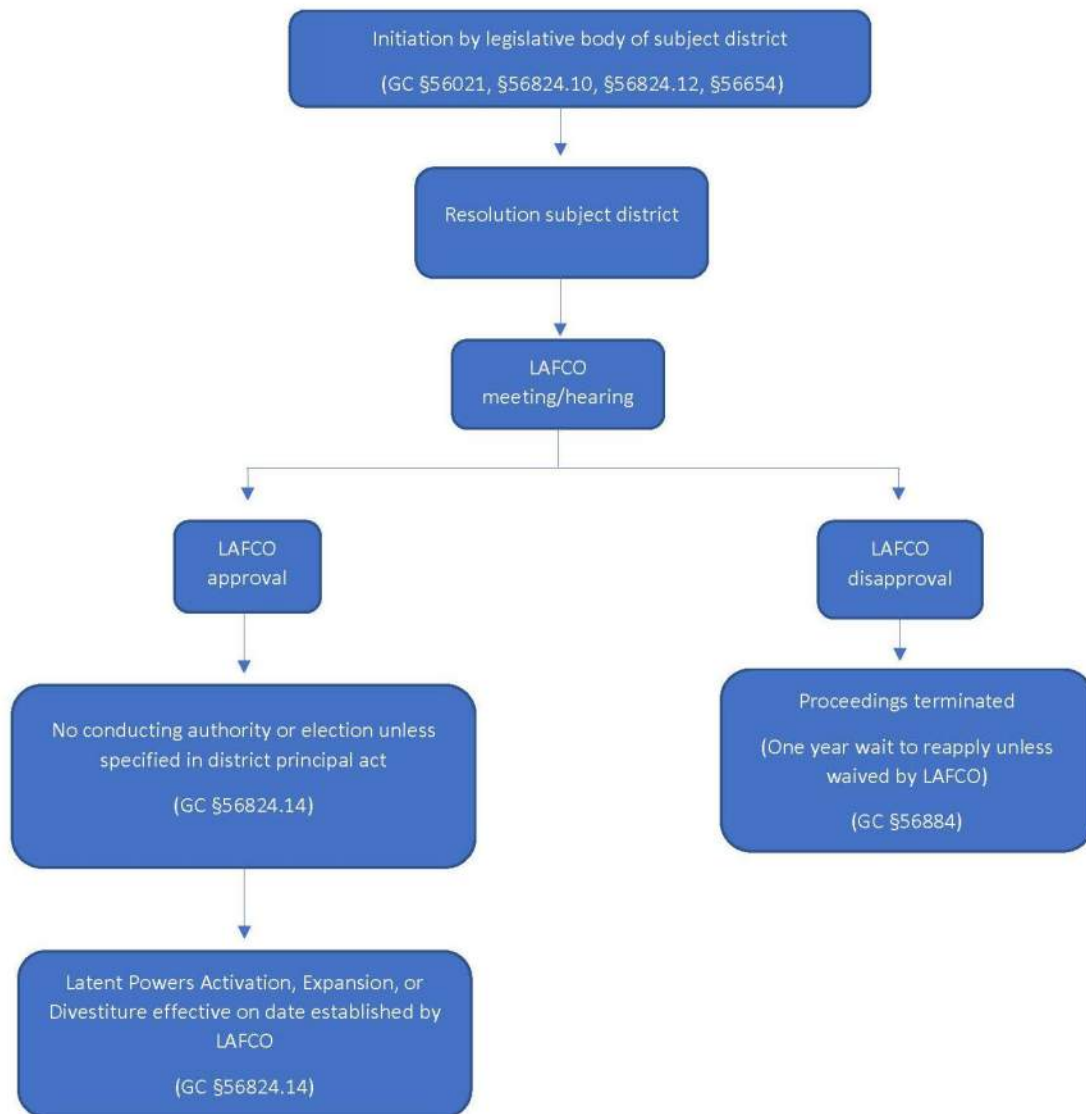 Initiation by legislative body of subject district
(GC §56021, §56824.10, §56824.12, §56654)
Resolution subject district
LAFCO
meeting/hearing
LAFCO
approval
LAFCO
disapproval
No conducting authority or election unless
specified in district principal act
(GC §56824.14)
Proceedings terminated
(One year wait to reapply unless
waived by LAFCO)
(GC §56884)
Latent Powers Activation, Expansion, or
Divestiture effective on date established by
LAFCO
(GC §56824.14)